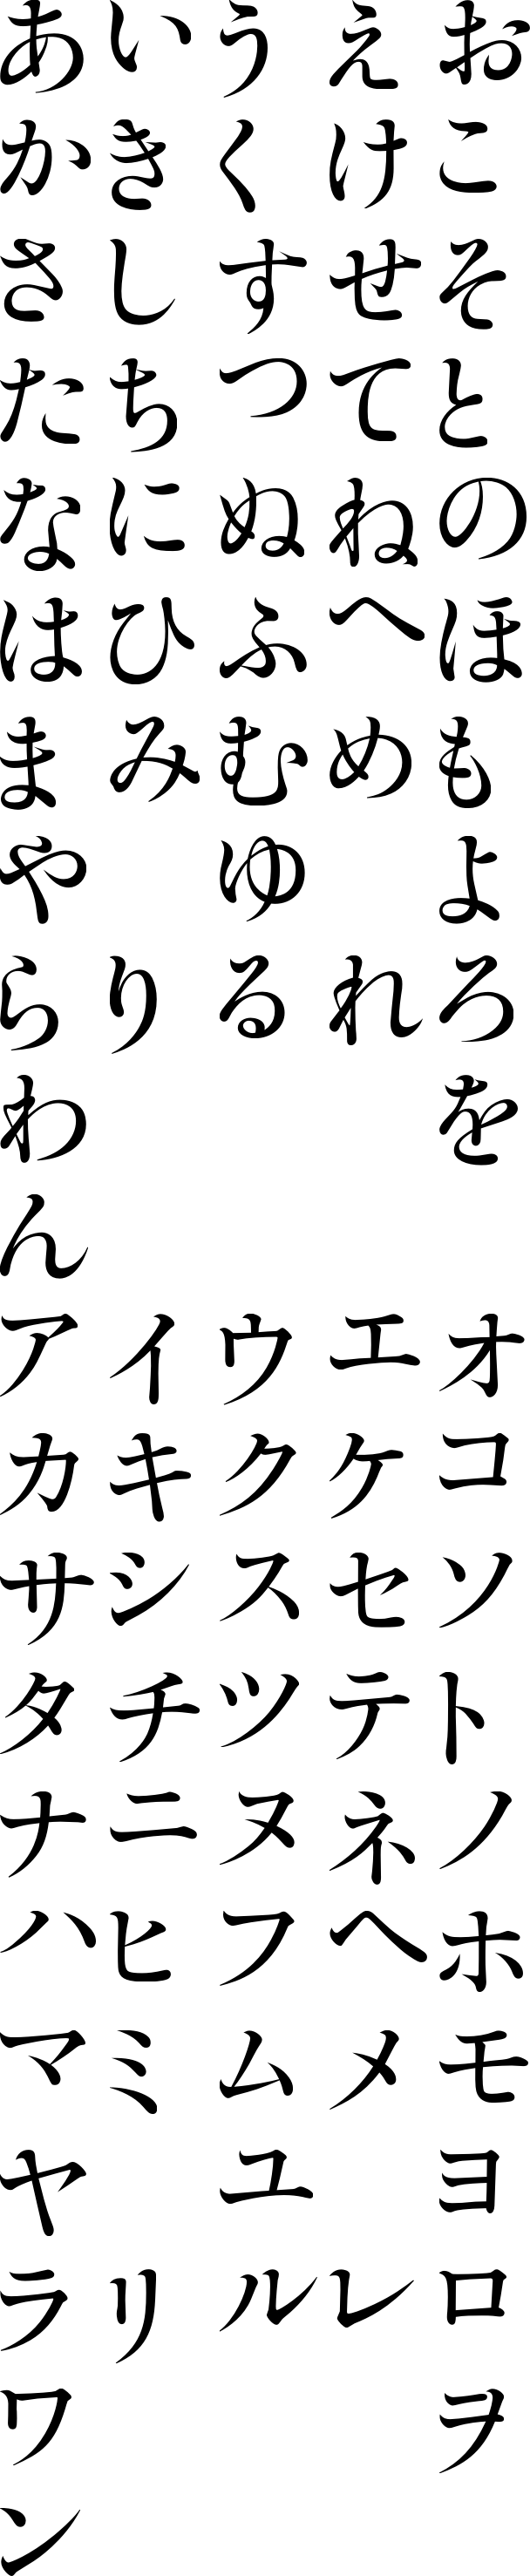 あいうえお
かきくけこ
さしすせそ
たちつてと
なにぬねの
はひふへほ
まみむめも
や ゆ よ
らりるれろ
わ を
ん
アイウエオ
カキクケコ
サシスセソ
タチツテト
ナニヌネノ
ハヒフヘホ
マミムメモ
ヤ ユ ヨ
ラリルレロ
ワ ヲ
ン